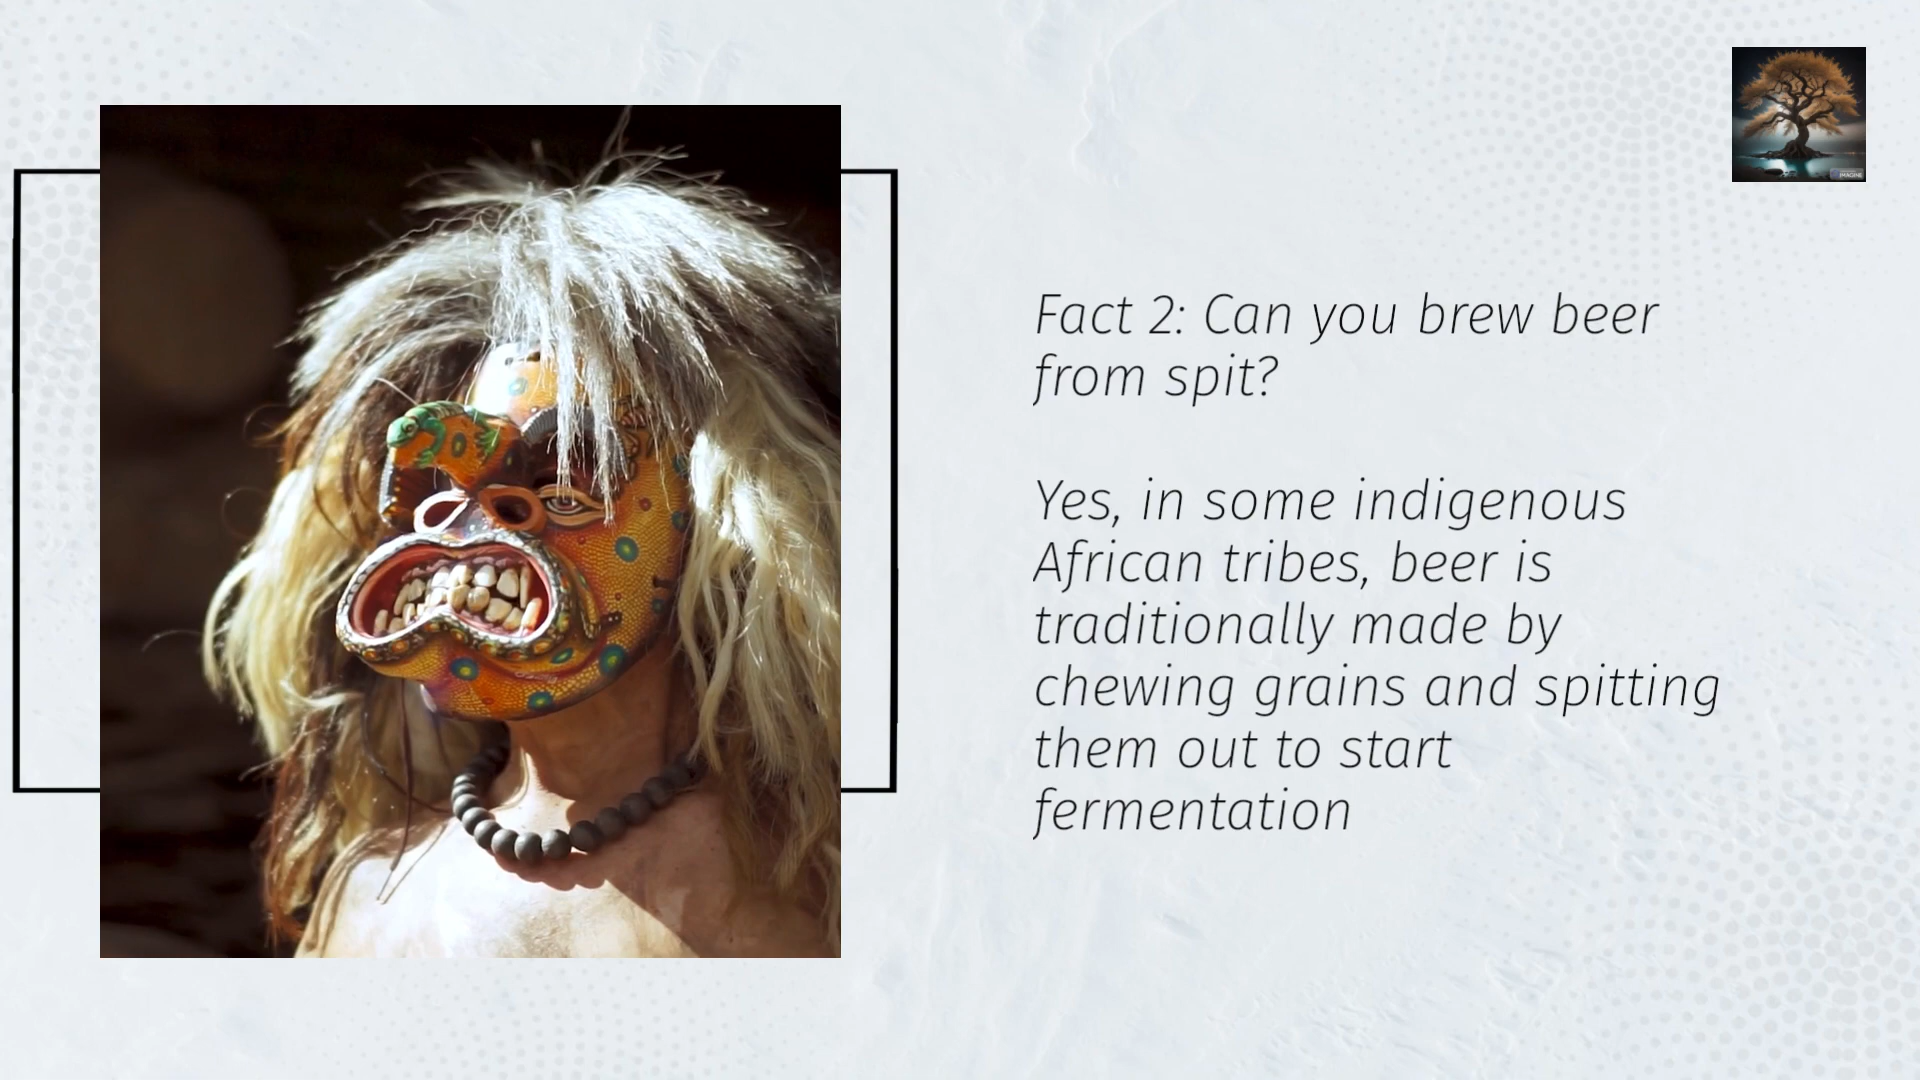 Fact 2: Can you brew beer
from spit?
Yes, in some indigenous
African tribes, beer is
traditionally made by
chewing grains and spitting
them out to start
fermentation
IMAGINE